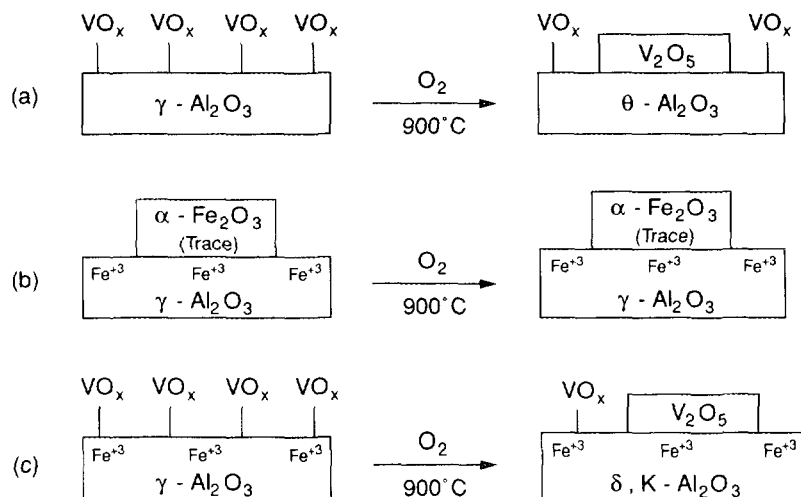 VOₓ VOₓ VOₓ VOₓ VOₓ VOₓ
V₂O₅
(a) γ - Al₂O₃ O₂ θ - Al₂O₃
900°C
α - Fe₂O₃ α - Fe₂O₃
(Trace) (Trace)
(b) Fe⁺³ Fe⁺³ Fe⁺³ O₂ Fe⁺³ Fe⁺³ Fe⁺³
γ - Al₂O₃ 900°C γ - Al₂O₃
VOₓ VOₓ VOₓ VOₓ VOₓ
V₂O₅
(c) Fe⁺³ Fe⁺³ Fe⁺³ O₂ Fe⁺³ Fe⁺³ Fe⁺³
γ - Al₂O₃ 900°C δ , K - Al₂O₃